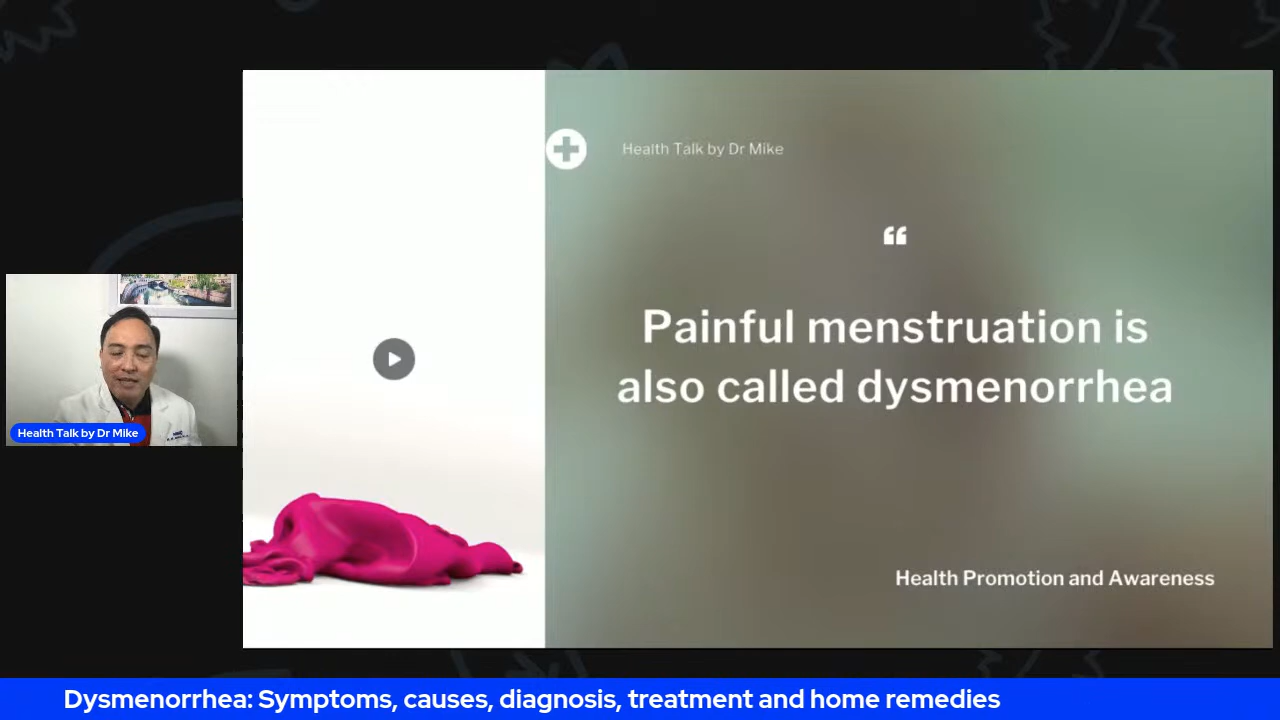 Health Talk by Dr Mike
“
Painful menstruation is
also called dysmenorrhea
Health Promotion and Awareness
Health Talk by Dr Mike
Dysmenorrhea: Symptoms, causes, diagnosis, treatment and home remedies